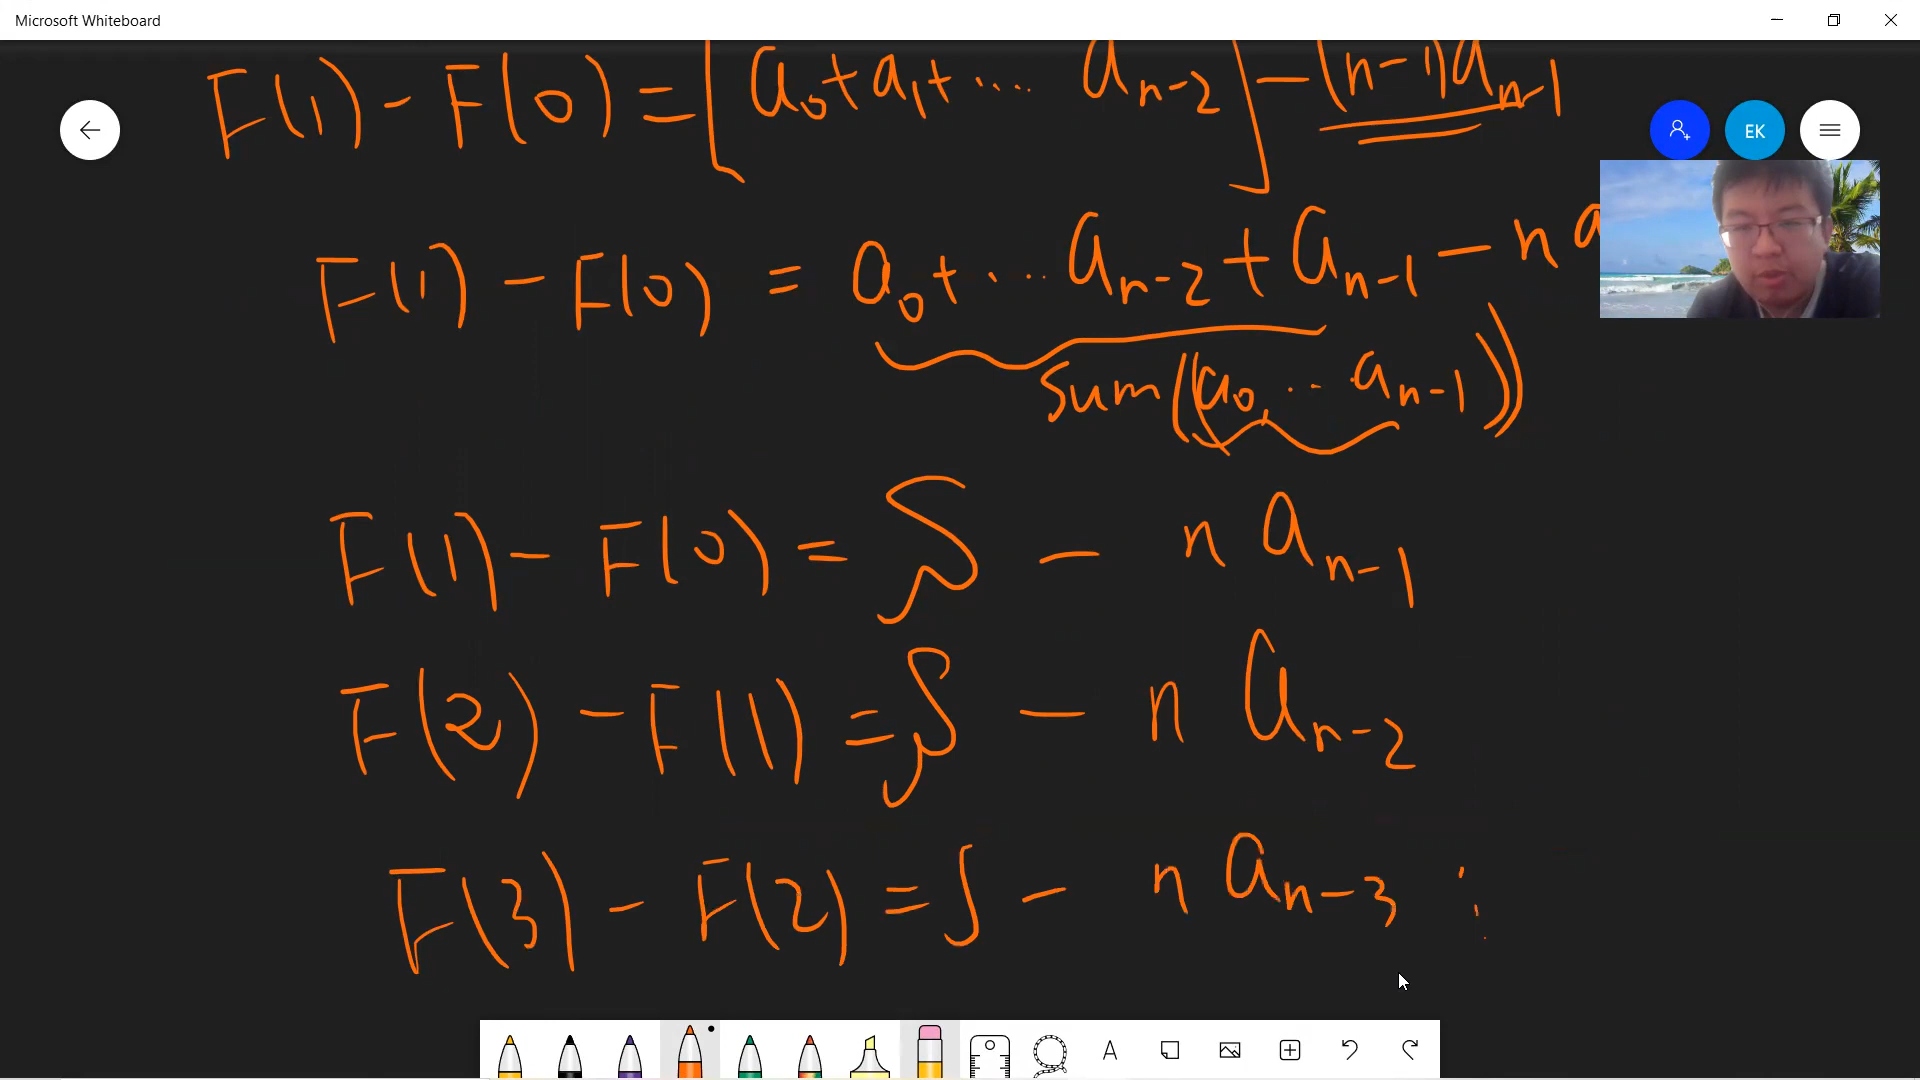 Microsoft Whiteboard
F(1) - F(0) = [a₀ + a₁ + ... aₙ₋₂] - (n-1)aₙ₋₁
EK
F(1) - F(0) = a₀ + ... aₙ₋₂ + aₙ₋₁ - n a
Sum((a₀, ... aₙ₋₁))
F(1) - F(0) = S - n aₙ₋₁
F(2) - F(1) = S - n aₙ₋₂
F(3) - F(2) = S - n aₙ₋₃ ⋮